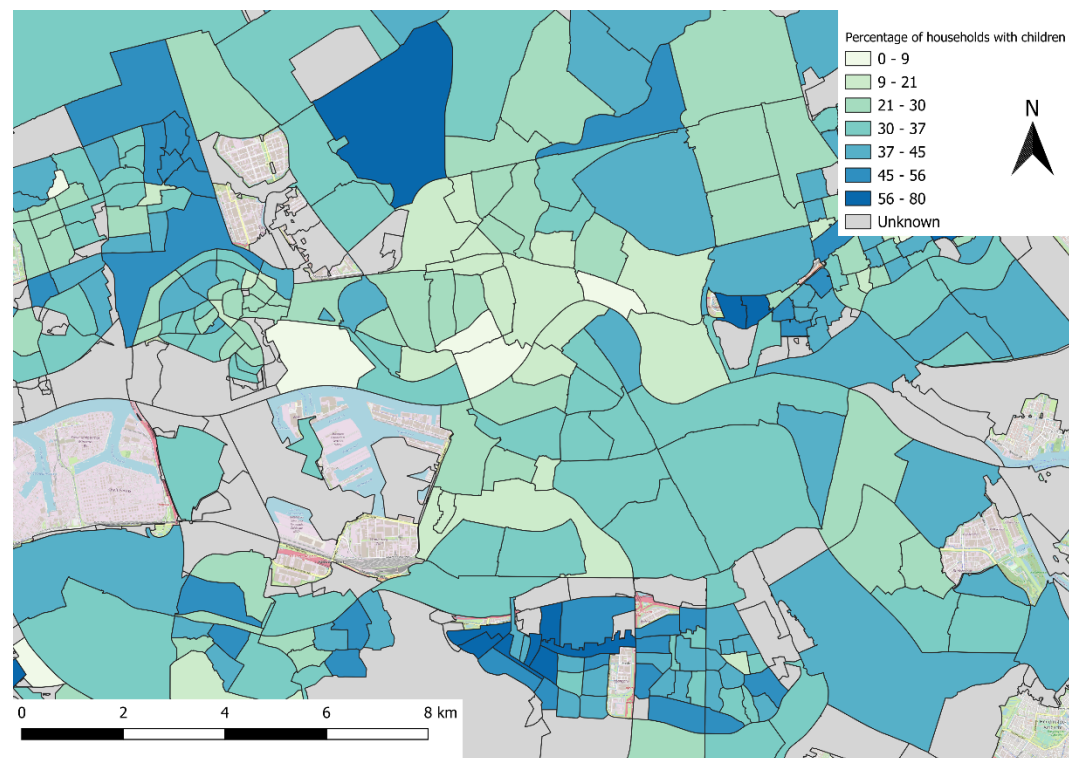 Percentage of households with children
0 - 9
9 - 21
21 - 30
30 - 37
37 - 45
45 - 56
56 - 80
Unknown
N
0 2 4 6 8 km